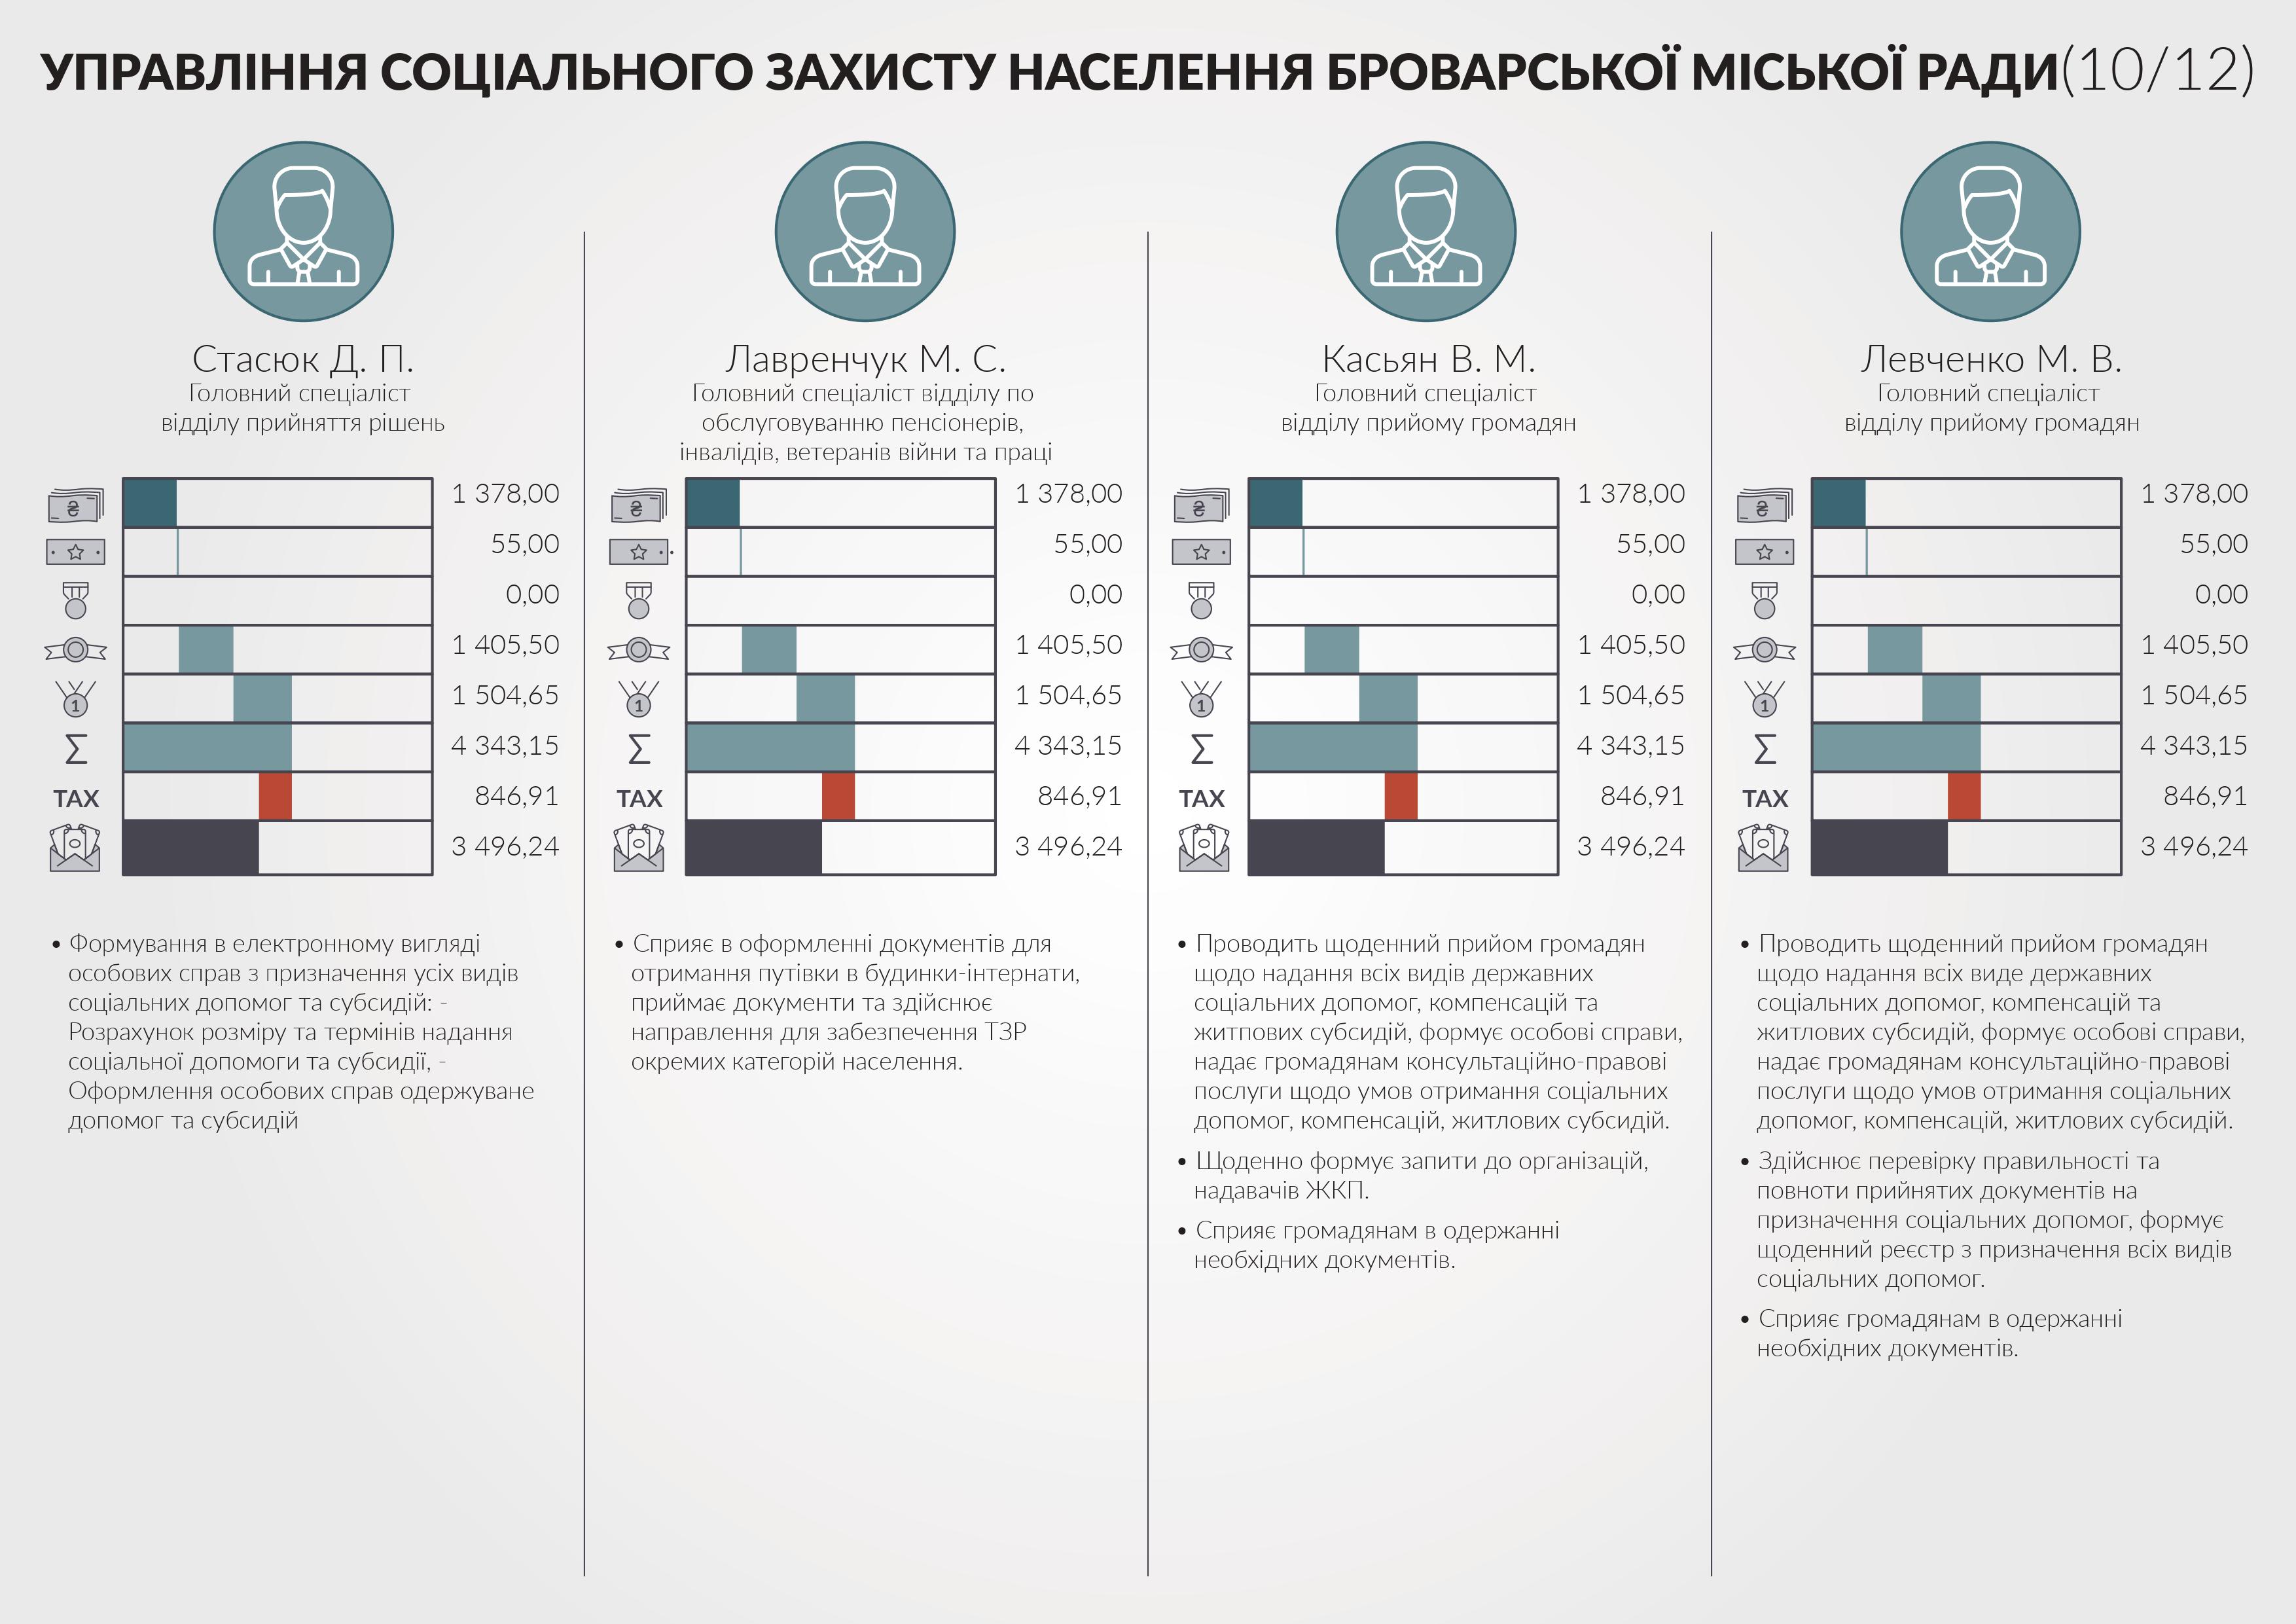 УПРАВЛІННЯ СОЦІАЛЬНОГО ЗАХИСТУ НАСЕЛЕННЯ БРОВАРСЬКОЇ МІСЬКОЇ РАДИ(10/12)
Стасюк Д. П.
Головний спеціаліст
відділу прийняття рішень
₴
1 378,00
55,00
0,00
1 405,50
1
1 504,65
Σ
4 343,15
TAX
846,91
3 496,24
• Формування в електронному вигляді
особових справ з призначення усіх видів
соціальних допомог та субсидій: -
Розрахунок розміру та термінів надання
соціальної допомоги та субсидії, -
Оформлення особових справ одержуване
допомог та субсидій
Лавренчук М. С.
Головний спеціаліст відділу по
обслуговуванню пенсіонерів,
інвалідів, ветеранів війни та праці
₴
1 378,00
55,00
0,00
1 405,50
1
1 504,65
Σ
4 343,15
TAX
846,91
3 496,24
• Сприяє в оформленні документів для
отримання путівки в будинки-інтернати,
приймає документи та здійснює
направлення для забезпечення ТЗР
окремих категорій населення.
Касьян В. М.
Головний спеціаліст
відділу прийому громадян
₴
1 378,00
55,00
0,00
1 405,50
1
1 504,65
Σ
4 343,15
TAX
846,91
3 496,24
• Проводить щоденний прийом громадян
щодо надання всіх видів державних
соціальних допомог, компенсацій та
житпових субсидій, формує особові справи,
надає громадянам консультаційно-правові
послуги щодо умов отримання соціальних
допомог, компенсацій, житлових субсидій.
• Щоденно формує запити до організацій,
надавачів ЖКП.
• Сприяє громадянам в одержанні
необхідних документів.
Левченко М. В.
Головний спеціаліст
відділу прийому громадян
₴
1 378,00
55,00
0,00
1 405,50
1
1 504,65
Σ
4 343,15
TAX
846,91
3 496,24
• Проводить щоденний прийом громадян
щодо надання всіх виде державних
соціальних допомог, компенсацій та
житлових субсидій, формує особові справи,
надає громадянам консультаційно-правові
послуги щодо умов отримання соціальних
допомог, компенсацій, житлових субсидій.
• Здійснює перевірку правильності та
повноти прийнятих документів на
призначення соціальних допомог, формує
щоденний реєстр з призначення всіх видів
соціальних допомог.
• Сприяє громадянам в одержанні
необхідних документів.